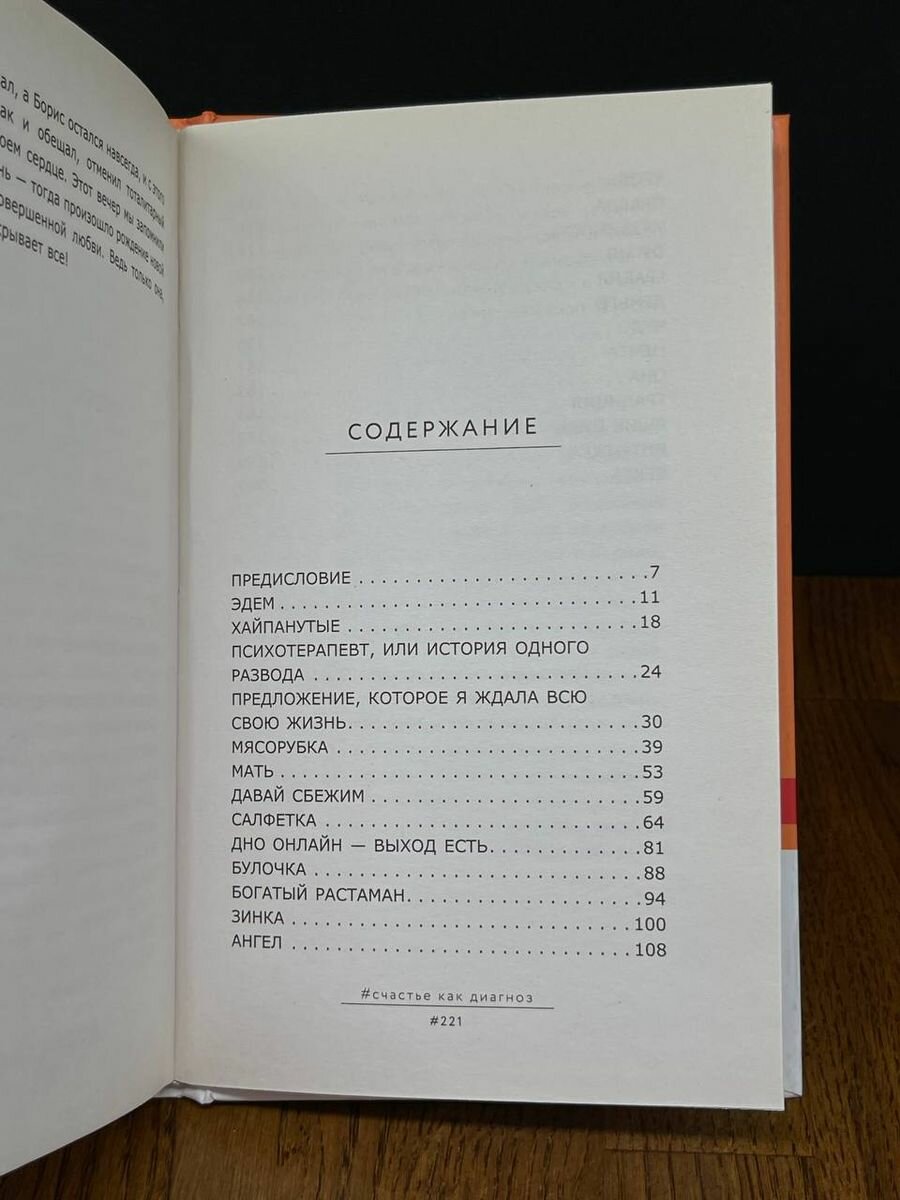 ал, а Борис остался навсегда, и с этого
ак и обещал, отменил тоталитарный
оем сердце. Этот вечер мы запомнили
нь — тогда произошло рождение новой
овершенной любви. Ведь только она,
крывает все!
СОДЕРЖАНИЕ
ПРЕДИСЛОВИЕ . . . . . . . . . . . . . . . . . . . . . . . . . . 7
ЭДЕМ . . . . . . . . . . . . . . . . . . . . . . . . . . . . . . . . 11
ХАЙПАНУТЫЕ . . . . . . . . . . . . . . . . . . . . . . . . . . 18
ПСИХОТЕРАПЕВТ, ИЛИ ИСТОРИЯ ОДНОГО
РАЗВОДА . . . . . . . . . . . . . . . . . . . . . . . . . . . . . 24
ПРЕДЛОЖЕНИЕ, КОТОРОЕ Я ЖДАЛА ВСЮ
СВОЮ ЖИЗНЬ. . . . . . . . . . . . . . . . . . . . . . . . . . 30
МЯСОРУБКА . . . . . . . . . . . . . . . . . . . . . . . . . . . 39
МАТЬ . . . . . . . . . . . . . . . . . . . . . . . . . . . . . . . . 53
ДАВАЙ СБЕЖИМ . . . . . . . . . . . . . . . . . . . . . . . . 59
САЛФЕТКА . . . . . . . . . . . . . . . . . . . . . . . . . . . . 64
ДНО ОНЛАЙН — ВЫХОД ЕСТЬ. . . . . . . . . . . . . . 81
БУЛОЧКА . . . . . . . . . . . . . . . . . . . . . . . . . . . . . 88
БОГАТЫЙ РАСТАМАН. . . . . . . . . . . . . . . . . . . . . 94
ЗИНКА . . . . . . . . . . . . . . . . . . . . . . . . . . . . . . 100
АНГЕЛ . . . . . . . . . . . . . . . . . . . . . . . . . . . . . . 108
#счастье как диагноз
#221